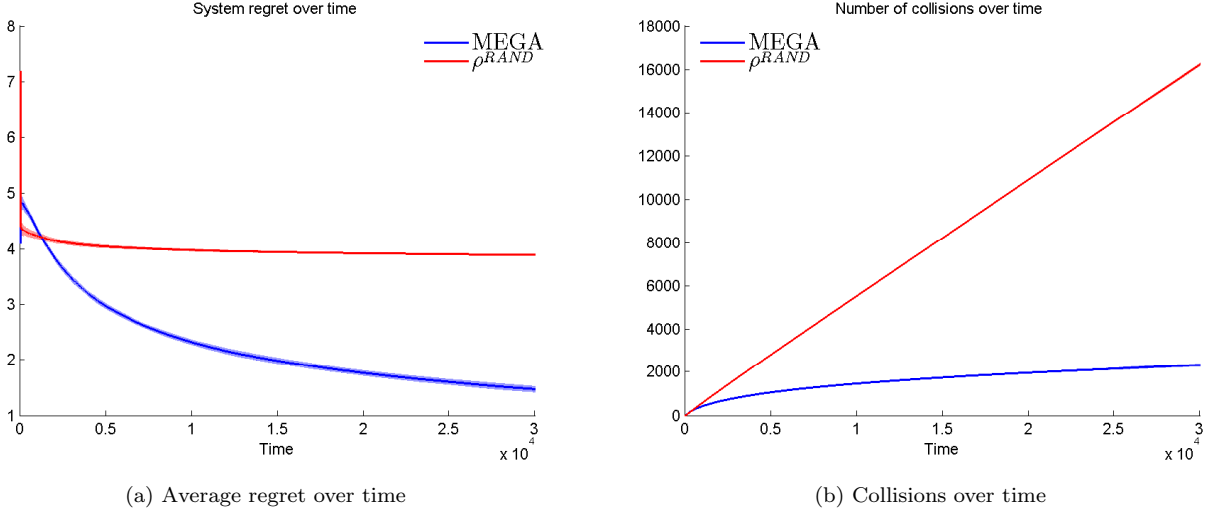 System regret over time
8
7
6
5
4
3
2
1
0
0.5
1
1.5
2
2.5
3
x 10^4
Time
MEGA
ρ^{RAND}
(a) Average regret over time
Number of collisions over time
18000
16000
14000
12000
10000
8000
6000
4000
2000
0
0
0.5
1
1.5
2
2.5
3
x 10^4
Time
MEGA
ρ^{RAND}
(b) Collisions over time